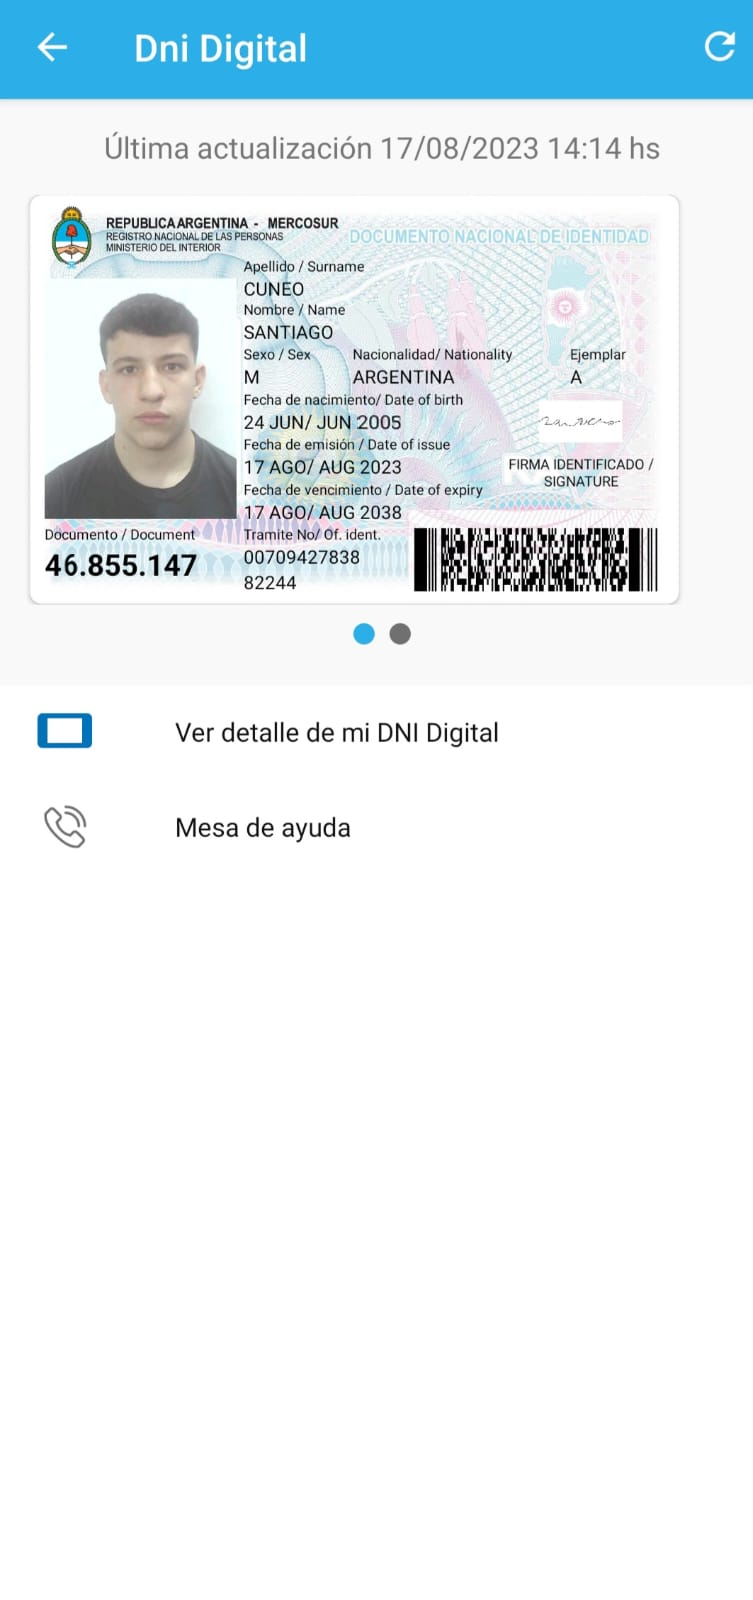 Dni Digital
Última actualización 17/08/2023 14:14 hs
REPUBLICA ARGENTINA - MERCOSUR
REGISTRO NACIONAL DE LAS PERSONAS
MINISTERIO DEL INTERIOR
DOCUMENTO NACIONAL DE IDENTIDAD
Apellido / Surname
CUNEO
Nombre / Name
SANTIAGO
Sexo / Sex Nacionalidad/ Nationality Ejemplar
M ARGENTINA A
Fecha de nacimiento/ Date of birth
24 JUN/ JUN 2005
Fecha de emisión / Date of issue
17 AGO/ AUG 2023
FIRMA IDENTIFICADO /
SIGNATURE
Fecha de vencimiento / Date of expiry
17 AGO/ AUG 2038
Documento / Document
46.855.147
Tramite No/ Of. ident.
00709427838
82244
Ver detalle de mi DNI Digital
Mesa de ayuda